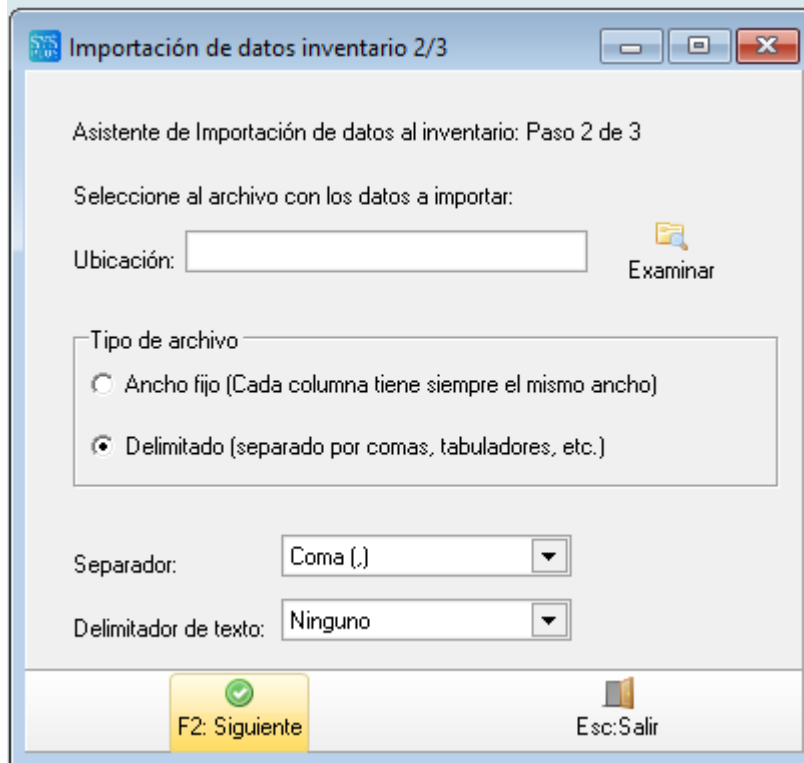 SYS
PLUS
Importación de datos inventario 2/3
Asistente de Importación de datos al inventario: Paso 2 de 3
Seleccione al archivo con los datos a importar:
Ubicación:
Examinar
Tipo de archivo
Ancho fijo (Cada columna tiene siempre el mismo ancho)
Delimitado (separado por comas, tabuladores, etc.)
Separador: Coma (,)
Delimitador de texto: Ninguno
F2: Siguiente Esc:Salir